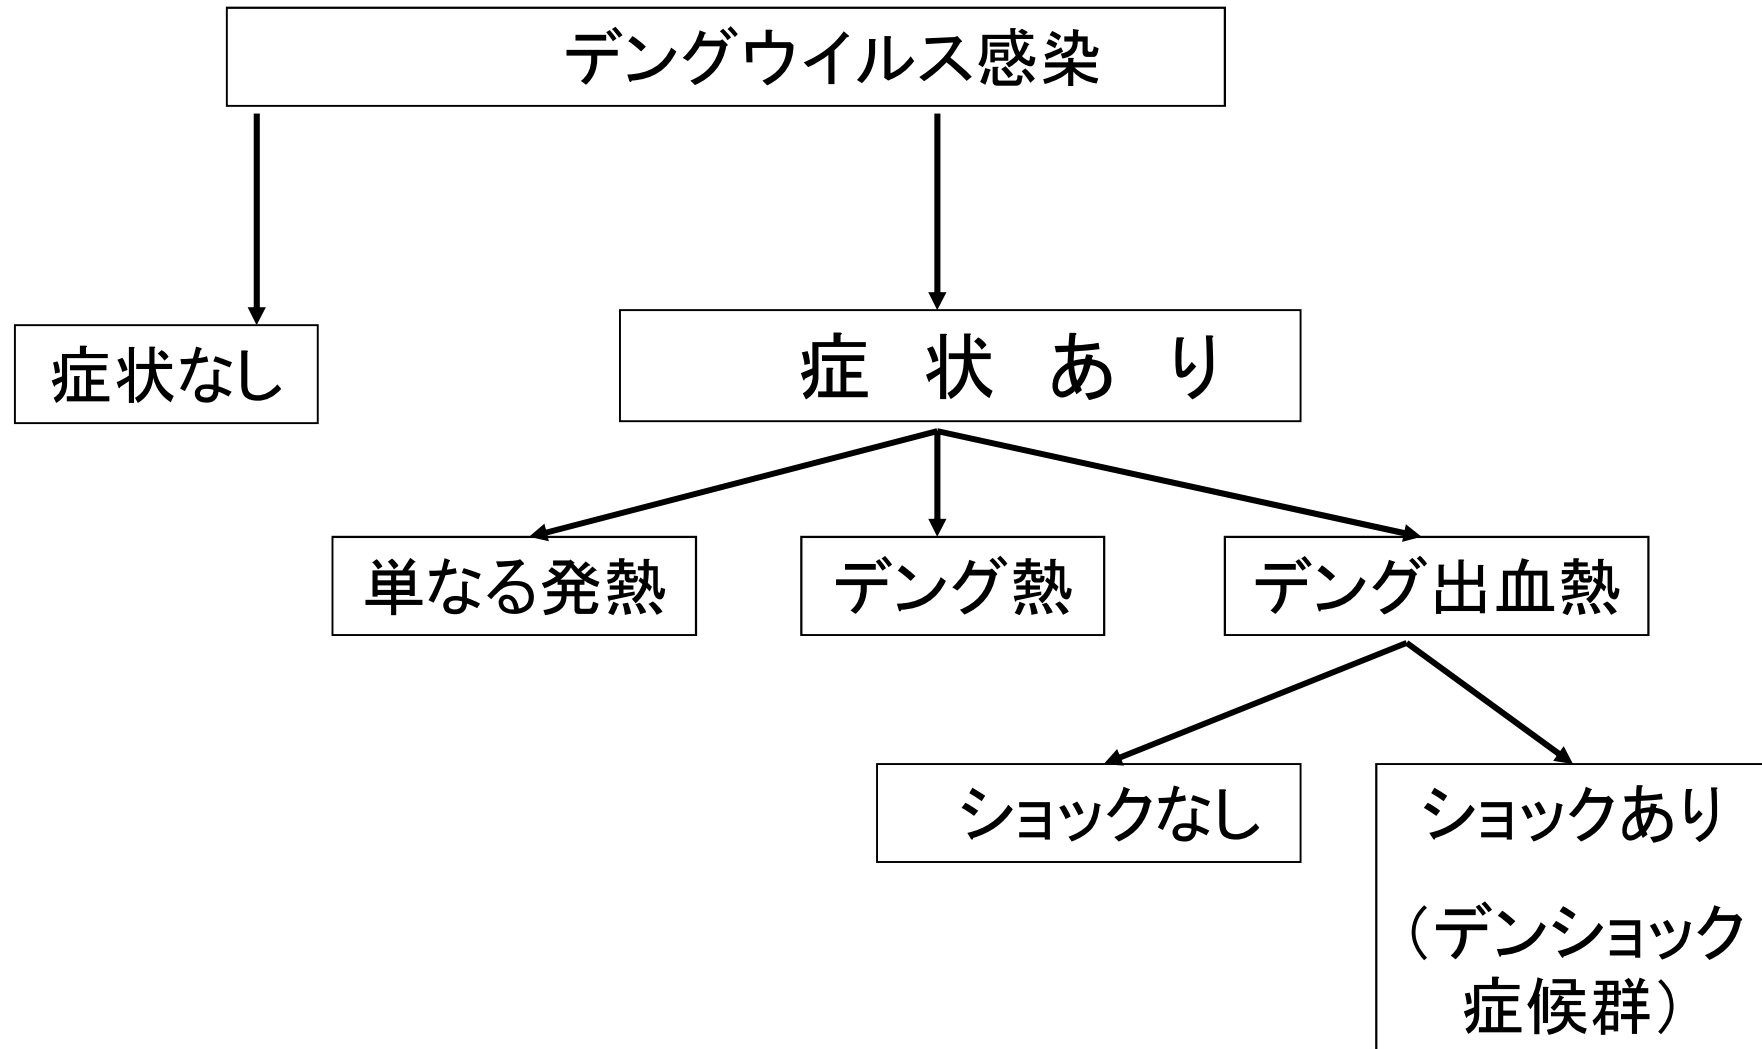 デングウイルス感染
症状なし
症 状 あ り
単なる発熱
デング熱
デング出血熱
ショックなし
ショックあり
（デンショック
症候群）